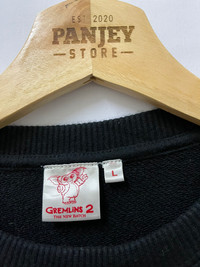 EST. 2020
PANJEY
STORE
L
GREMLINS 2
THE NEW BATCH